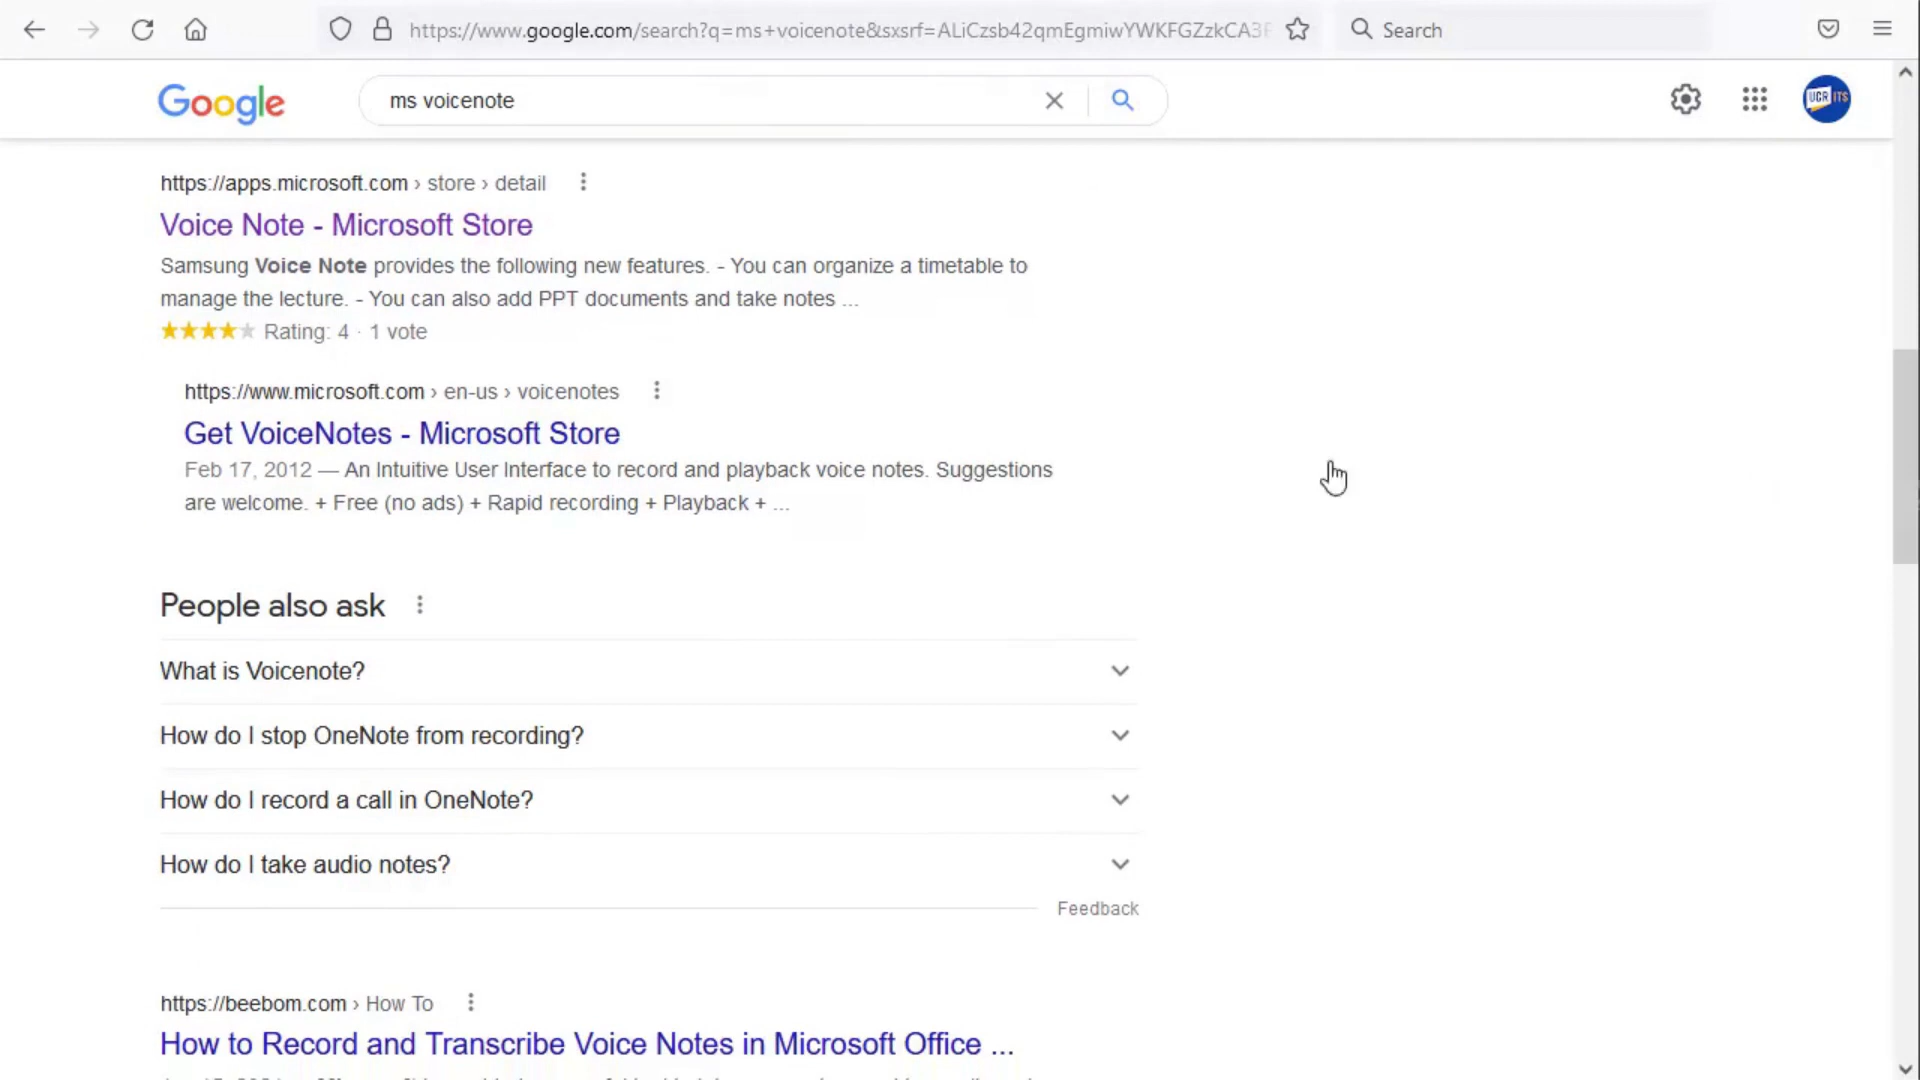 https://www.google.com/search?q=ms+voicenote&sxsrf=ALiCzsb42qmEgmiwYWKFGZzkCA3F
Search
Google
ms voicenote
UCR ITS
https://apps.microsoft.com › store › detail
Voice Note - Microsoft Store
Samsung Voice Note provides the following new features. - You can organize a timetable to
manage the lecture. - You can also add PPT documents and take notes ...
Rating: 4 · 1 vote
https://www.microsoft.com › en-us › voicenotes
Get VoiceNotes - Microsoft Store
Feb 17, 2012 — An Intuitive User Interface to record and playback voice notes. Suggestions
are welcome. + Free (no ads) + Rapid recording + Playback + ...
People also ask
What is Voicenote?
How do I stop OneNote from recording?
How do I record a call in OneNote?
How do I take audio notes?
Feedback
https://beebom.com › How To
How to Record and Transcribe Voice Notes in Microsoft Office ...